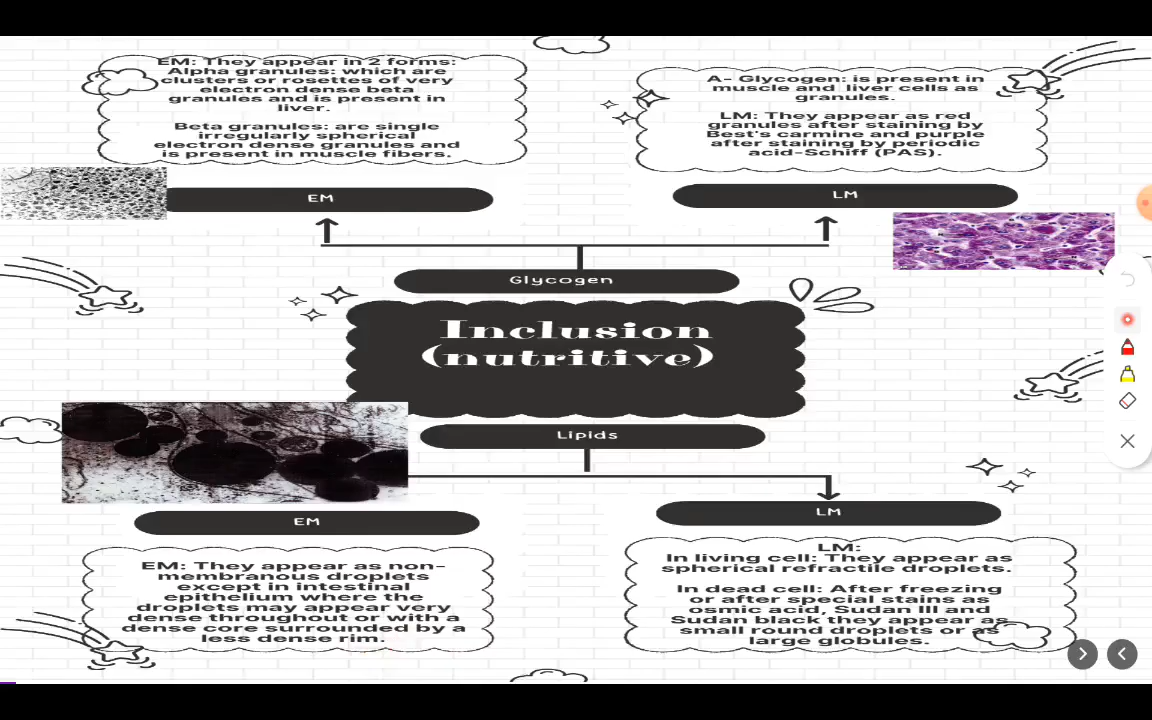 EM: They appear in 2 forms:
Alpha granules: which are
clusters or rosettes of very
electron dense beta
granules and is present in
liver.
Beta granules: are single
irregularly spherical
electron dense granules and
is present in muscle fibers.
A- Glycogen: is present in
muscle and liver cells as
granules.
LM: They appear as red
granules after staining by
Best's carmine and purple
after staining by periodic
acid-Schiff (PAS).
EM
LM
Glycogen
Inclusion
(nutritive)
Lipids
EM
LM
EM: They appear as non-
membranous droplets
except in intestinal
epithelium where the
droplets may appear very
dense throughout or with a
dense core surrounded by a
less dense rim.
LM:
In living cell: They appear as
spherical refractile droplets.
In dead cell: After freezing
or after special stains as
osmic acid, Sudan III and
Sudan black they appear as
small round droplets or as
large globules.